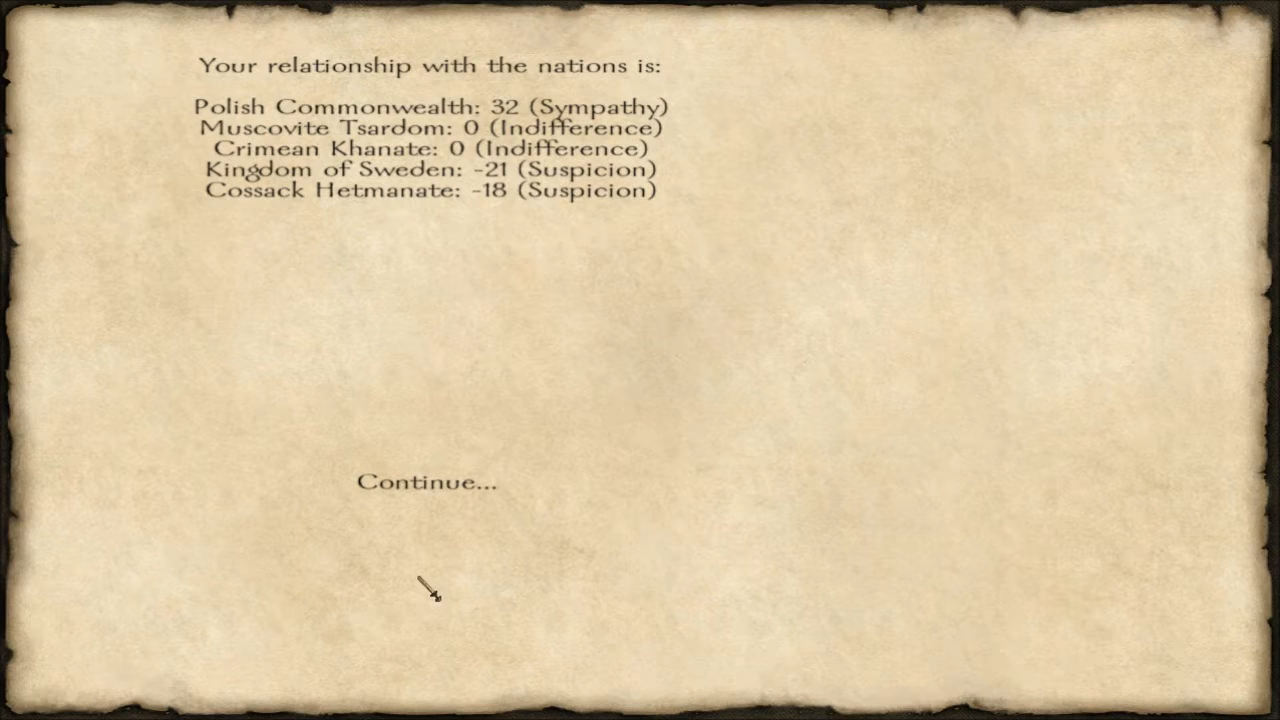 Your relationship with the nations is:
Polish Commonwealth: 32 (Sympathy)
Muscovite Tsardom: 0 (Indifference)
Crimean Khanate: 0 (Indifference)
Kingdom of Sweden: -21 (Suspicion)
Cossack Hetmanate: -18 (Suspicion)
Continue...